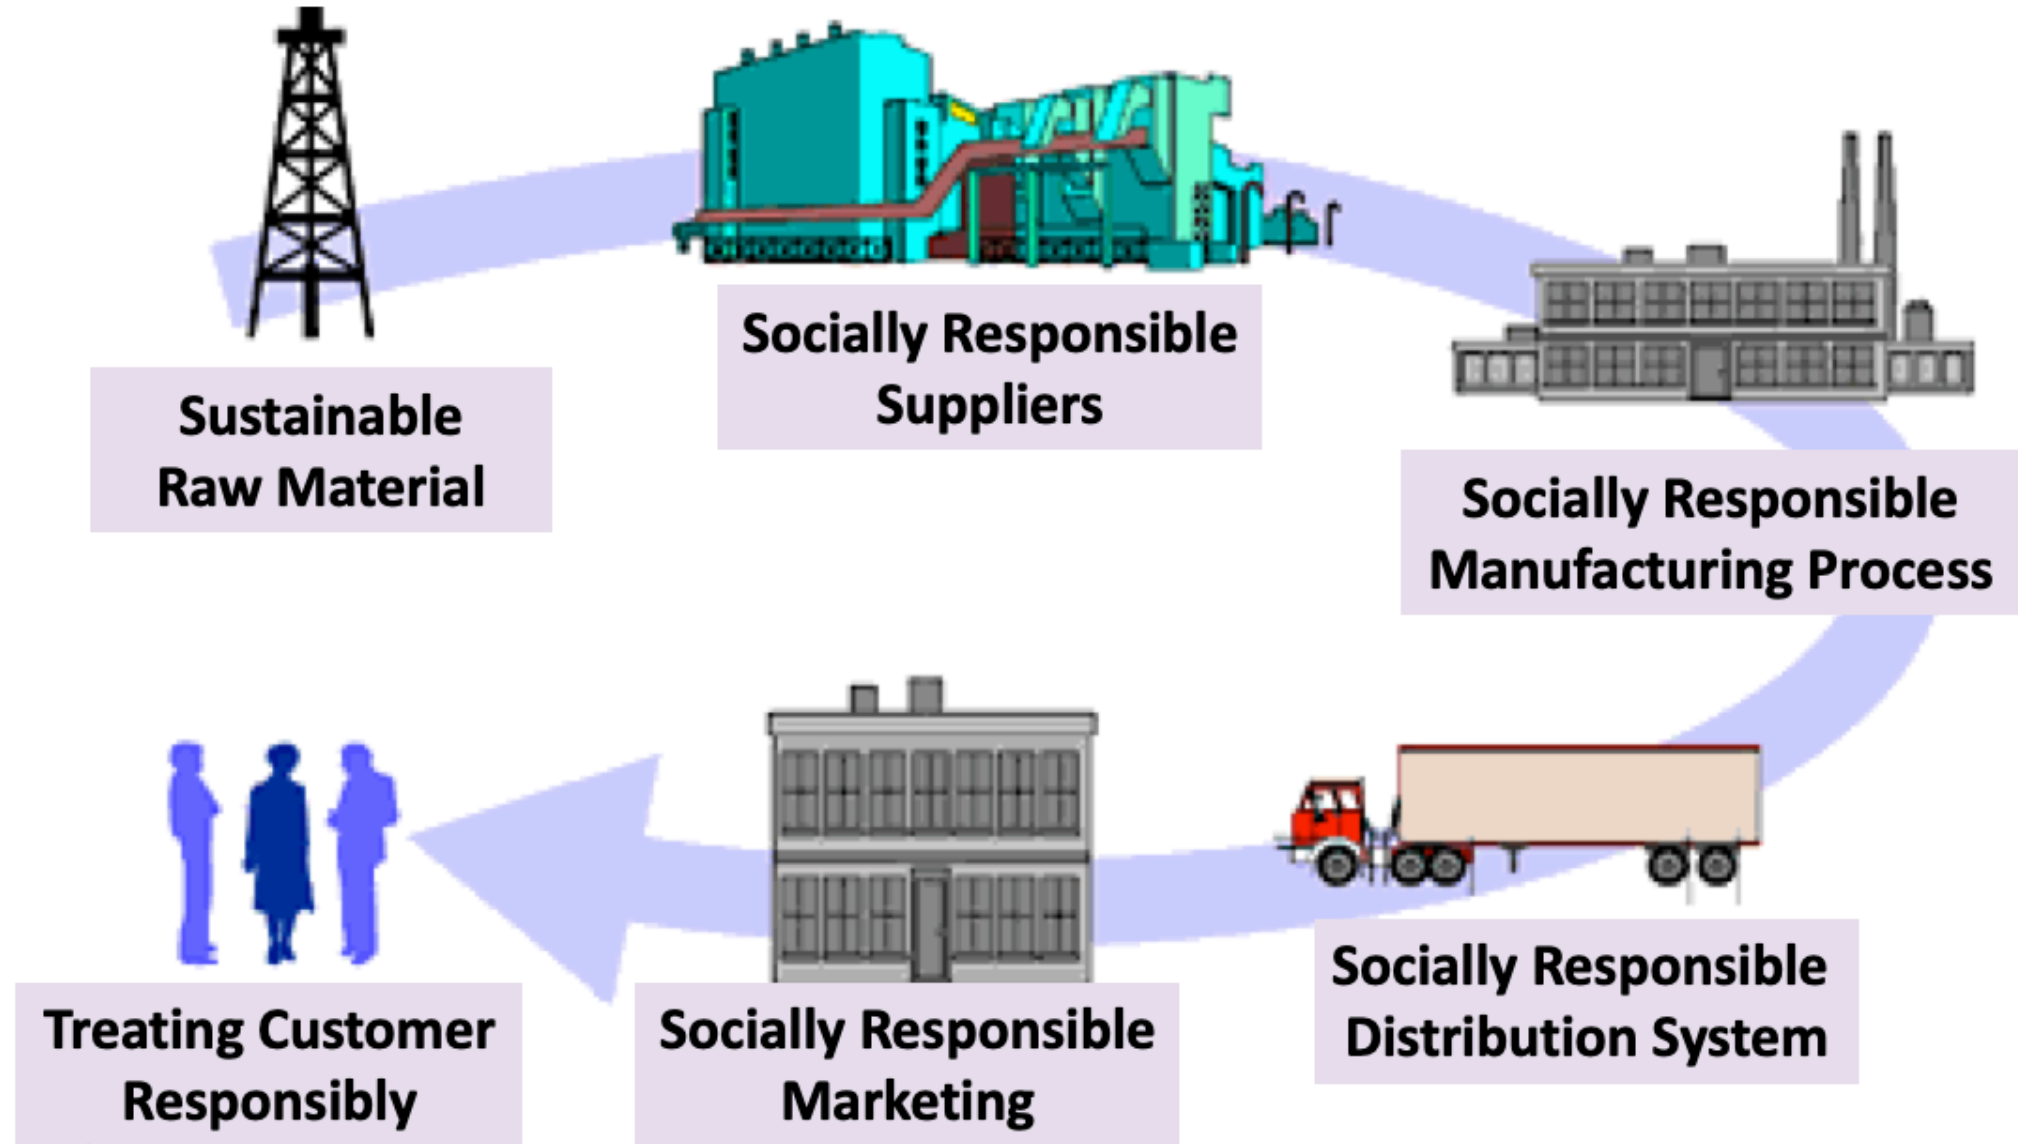 Sustainable
Raw Material
Socially Responsible
Suppliers
Socially Responsible
Manufacturing Process
Socially Responsible
Distribution System
Socially Responsible
Marketing
Treating Customer
Responsibly